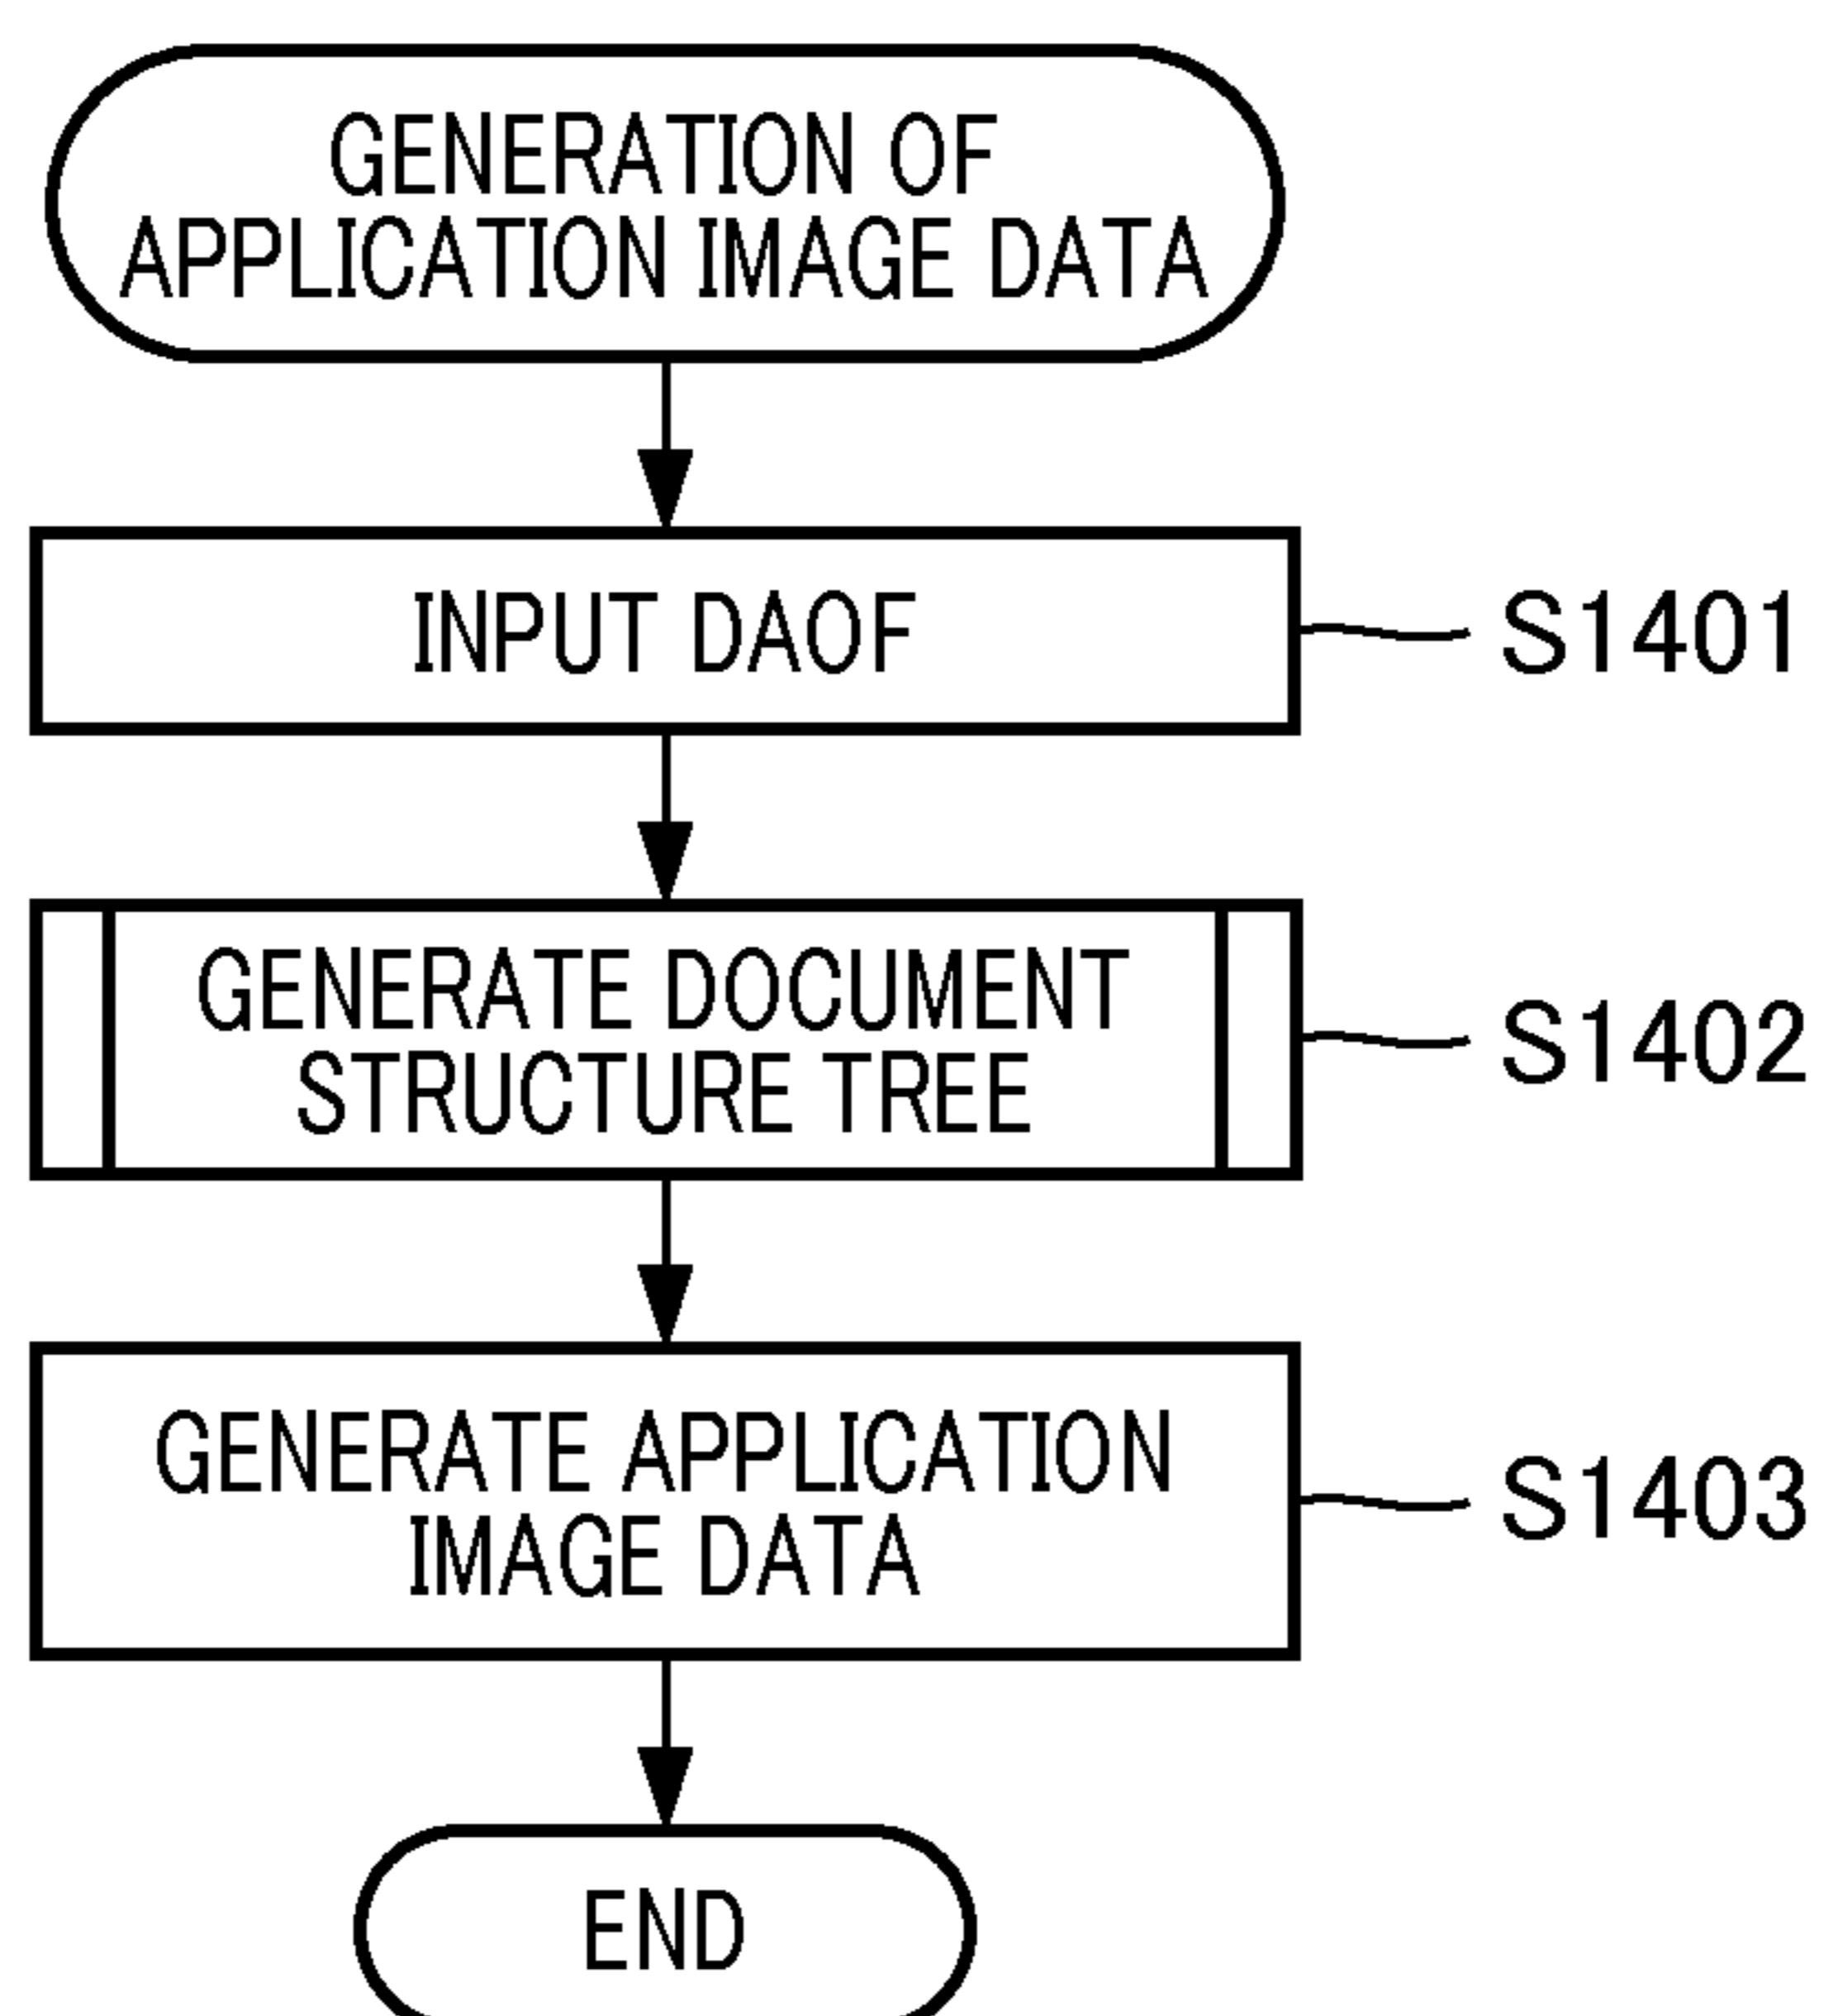 GENERATION OF
APPLICATION IMAGE DATA
INPUT DAOF
S1401
GENERATE DOCUMENT
STRUCTURE TREE
S1402
GENERATE APPLICATION
IMAGE DATA
S1403
END